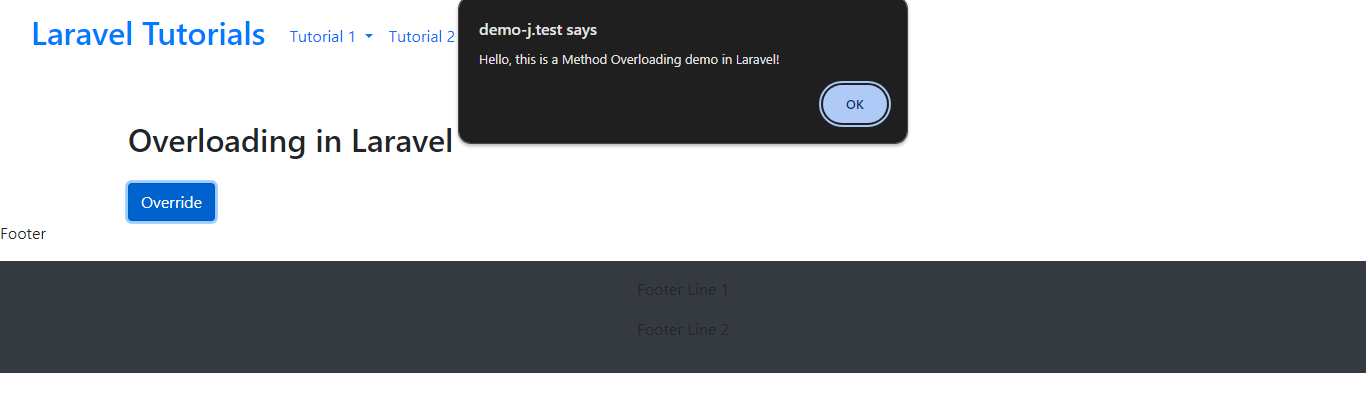 Laravel Tutorials
Tutorial 1
Tutorial 2
demo-j.test says
Hello, this is a Method Overloading demo in Laravel!
OK
Overloading in Laravel
Override
Footer
Footer Line 1
Footer Line 2